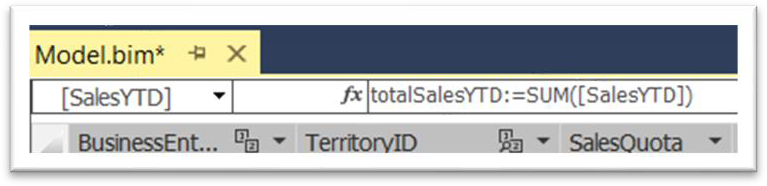 Model.bim*
[SalesYTD] fx totalSalesYTD:=SUM([SalesYTD])
BusinessEnt... TerritoryID SalesQuota